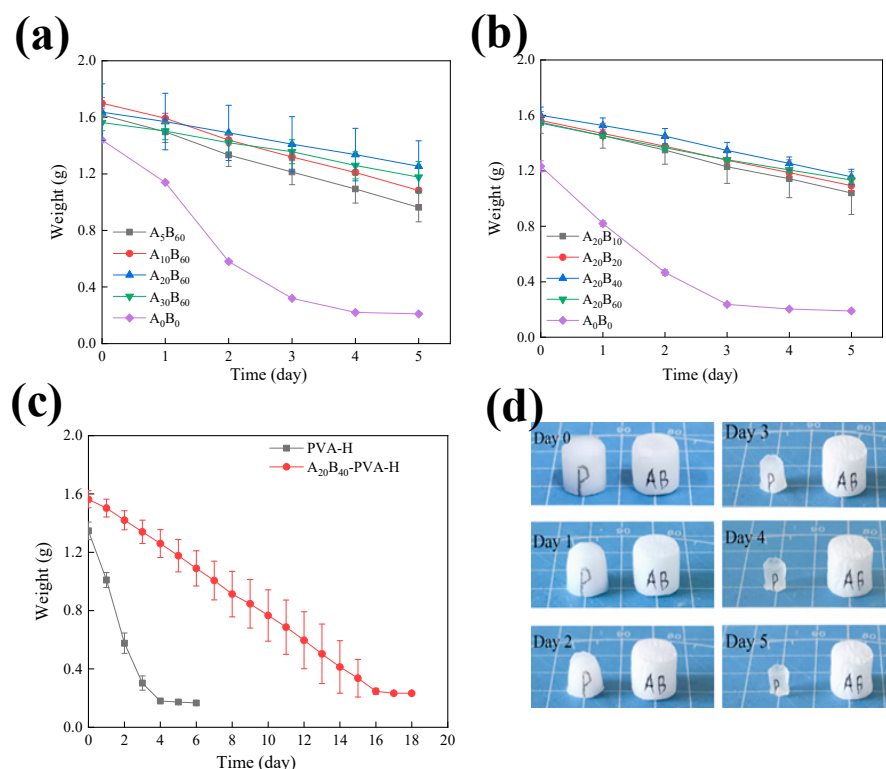 (a)
2.0
1.6
1.2
0.8
0.4
0.0
Weight (g)
A₅B₆₀
A₁₀B₆₀
A₂₀B₆₀
A₃₀B₆₀
A₀B₀
0 1 2 3 4 5
Time (day)
(b)
2.0
1.6
1.2
0.8
0.4
0.0
Weight (g)
A₂₀B₁₀
A₂₀B₂₀
A₂₀B₄₀
A₂₀B₆₀
A₀B₀
0 1 2 3 4 5
Time (day)
(c)
2.0
1.6
1.2
0.8
0.4
0.0
Weight (g)
PVA-H
A₂₀B₄₀-PVA-H
0 2 4 6 8 10 12 14 16 18 20
Time (day)
(d)
Day 0
P AB
Day 3
P AB
Day 1
P AB
Day 4
P AB
Day 2
P AB
Day 5
P AB